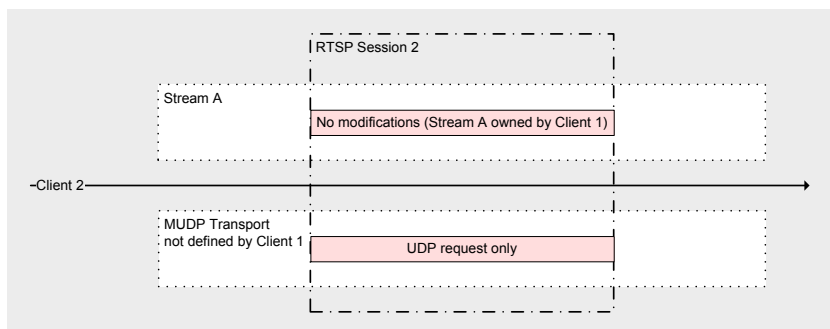 RTSP Session 2
Stream A
No modifications (Stream A owned by Client 1)
Client 2
MUDP Transport
not defined by Client 1
UDP request only